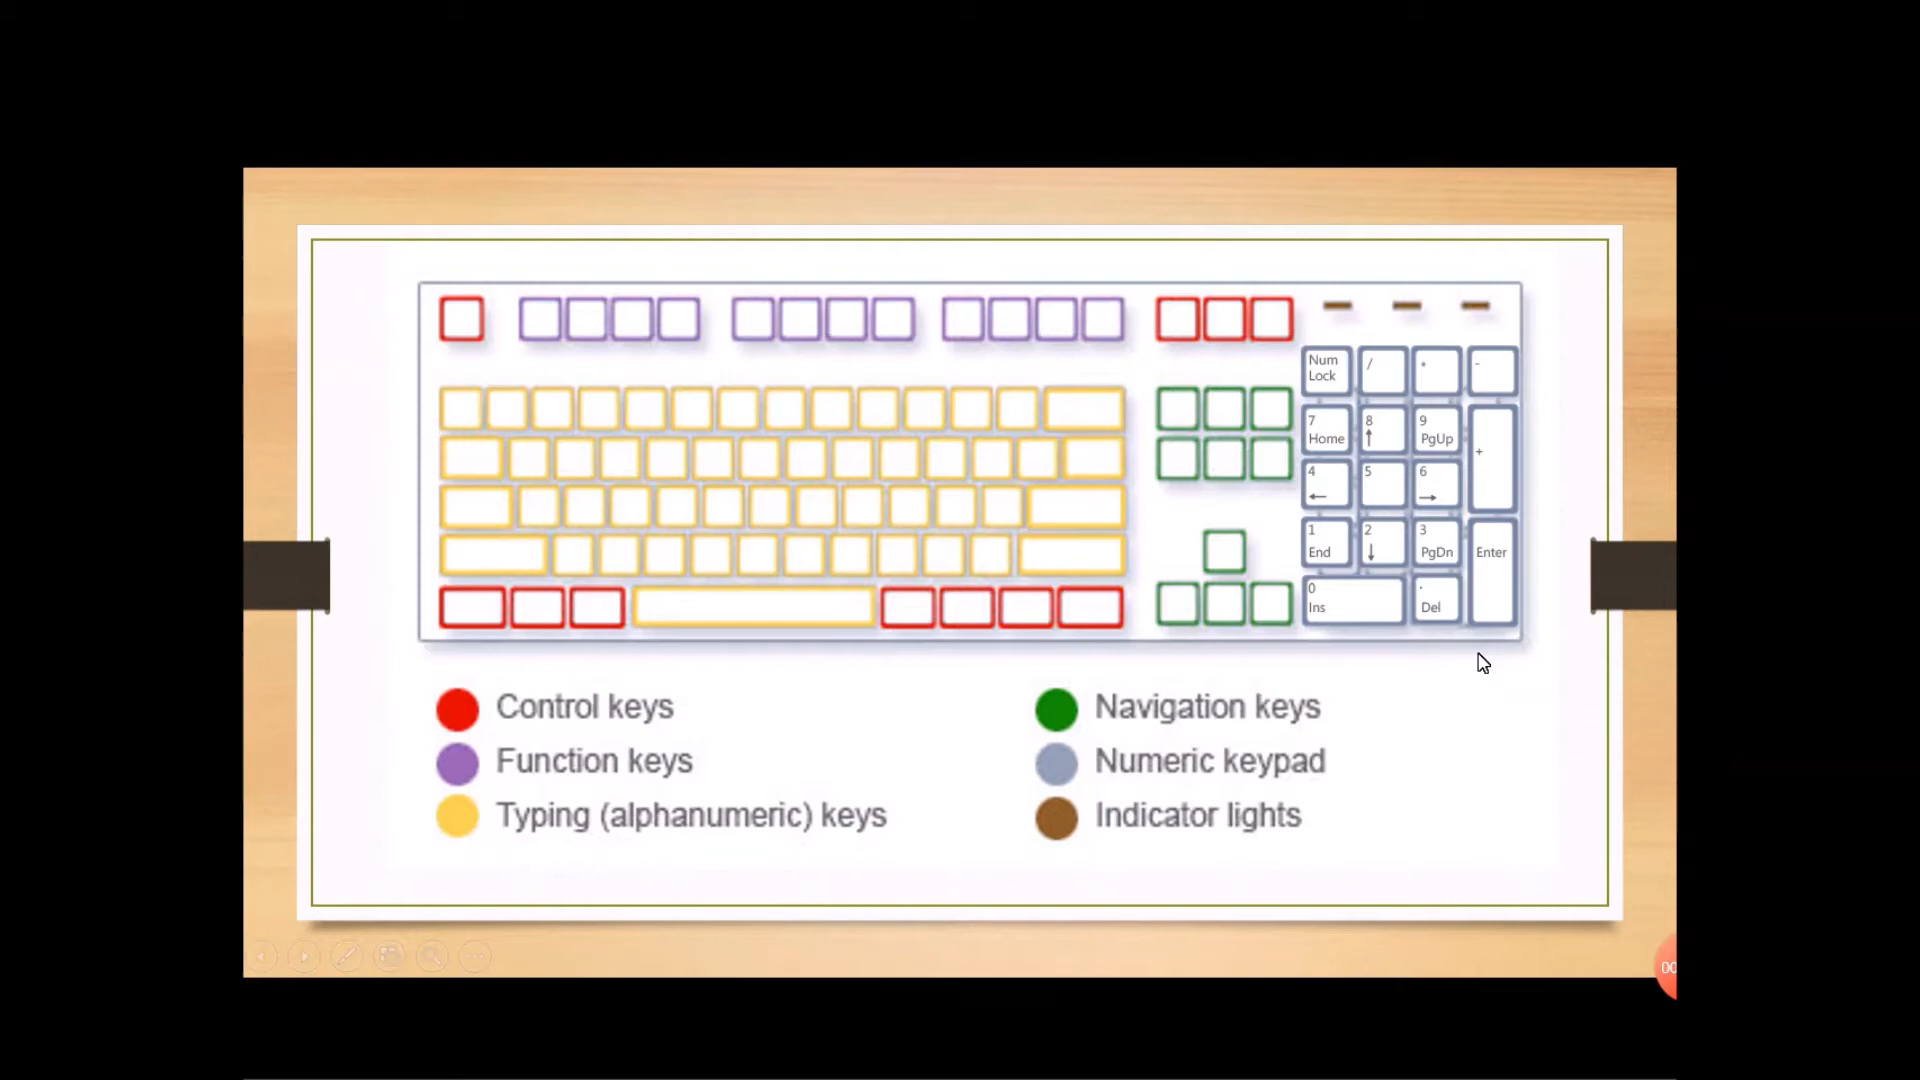 Num
Lock
/
*
-
7
Home
8
↑
9
PgUp
+
4
←
5
6
→
1
End
2
↓
3
PgDn
Enter
0
Ins
.
Del
Control keys
Function keys
Typing (alphanumeric) keys
Navigation keys
Numeric keypad
Indicator lights
00